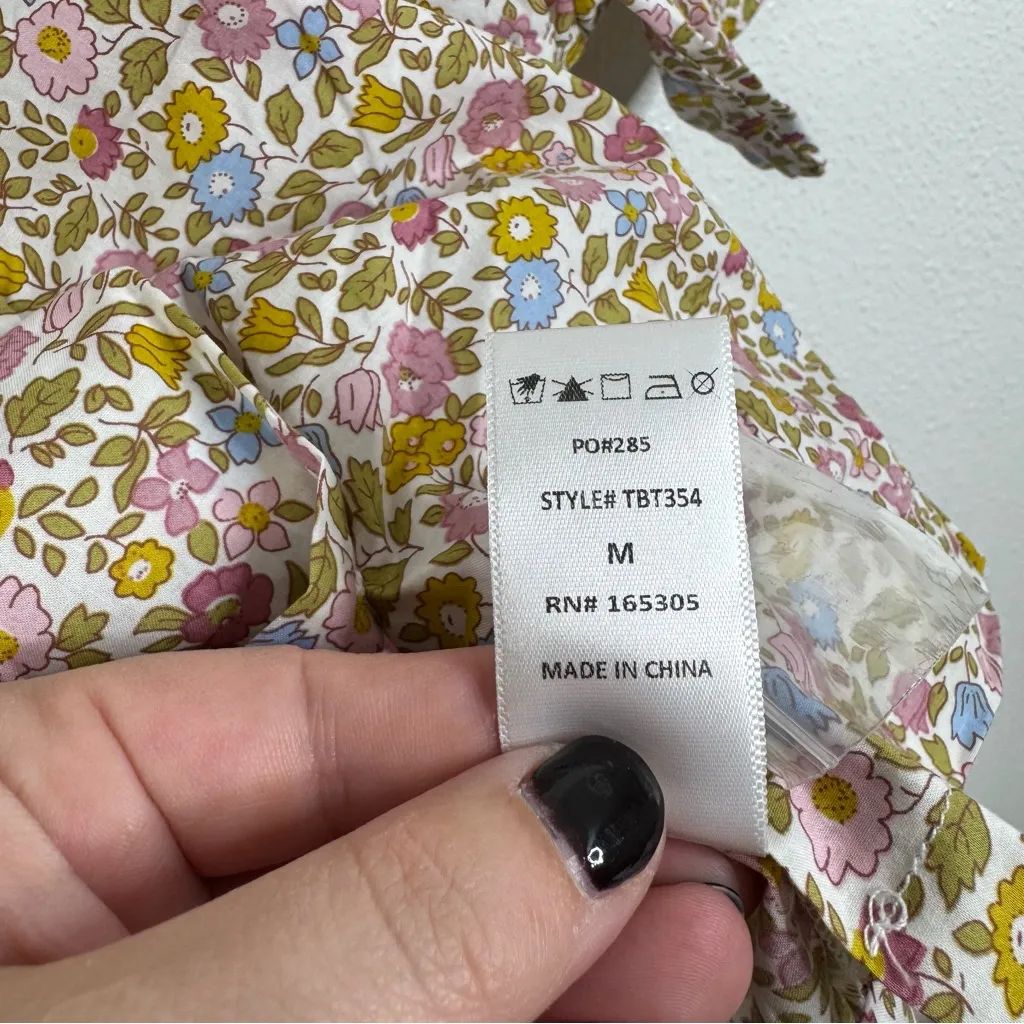 PO#285
STYLE# TBT354
M
RN# 165305
MADE IN CHINA